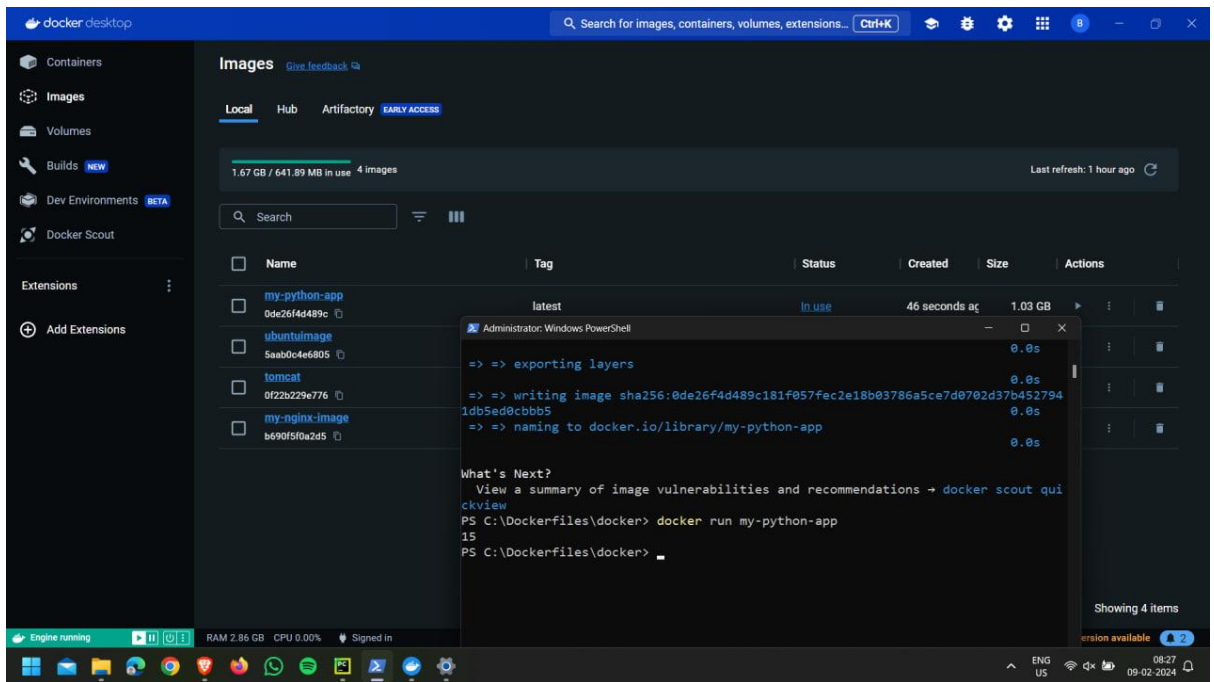 docker desktop
Search for images, containers, volumes, extensions... Ctrl+K
B
Containers
Images
Volumes
Builds NEW
Dev Environments BETA
Docker Scout
Extensions
Add Extensions
Images Give feedback
Local Hub Artifactory EARLY ACCESS
1.67 GB / 641.89 MB in use 4 images
Last refresh: 1 hour ago
Search
Name Tag Status Created Size Actions
my-python-app
0de26f4d489c
latest In use 46 seconds ag 1.03 GB
ubuntuimage
5aab0c4e6805
tomcat
0f22b229e776
my-nginx-image
b690f5f0a2d5
Administrator: Windows PowerShell
0.0s
=> => exporting layers
0.0s
=> => writing image sha256:0de26f4d489c181f057fec2e18b03786a5ce7d0702d37b452794
1db5ed0cbbb5 0.0s
=> => naming to docker.io/library/my-python-app
0.0s
What's Next?
View a summary of image vulnerabilities and recommendations → docker scout qui
ckview
PS C:\Dockerfiles\docker> docker run my-python-app
15
PS C:\Dockerfiles\docker>
Showing 4 items
Engine running
RAM 2.86 GB CPU 0.00% Signed in
ersion available 2
PC
ENG
US
08:27
09-02-2024